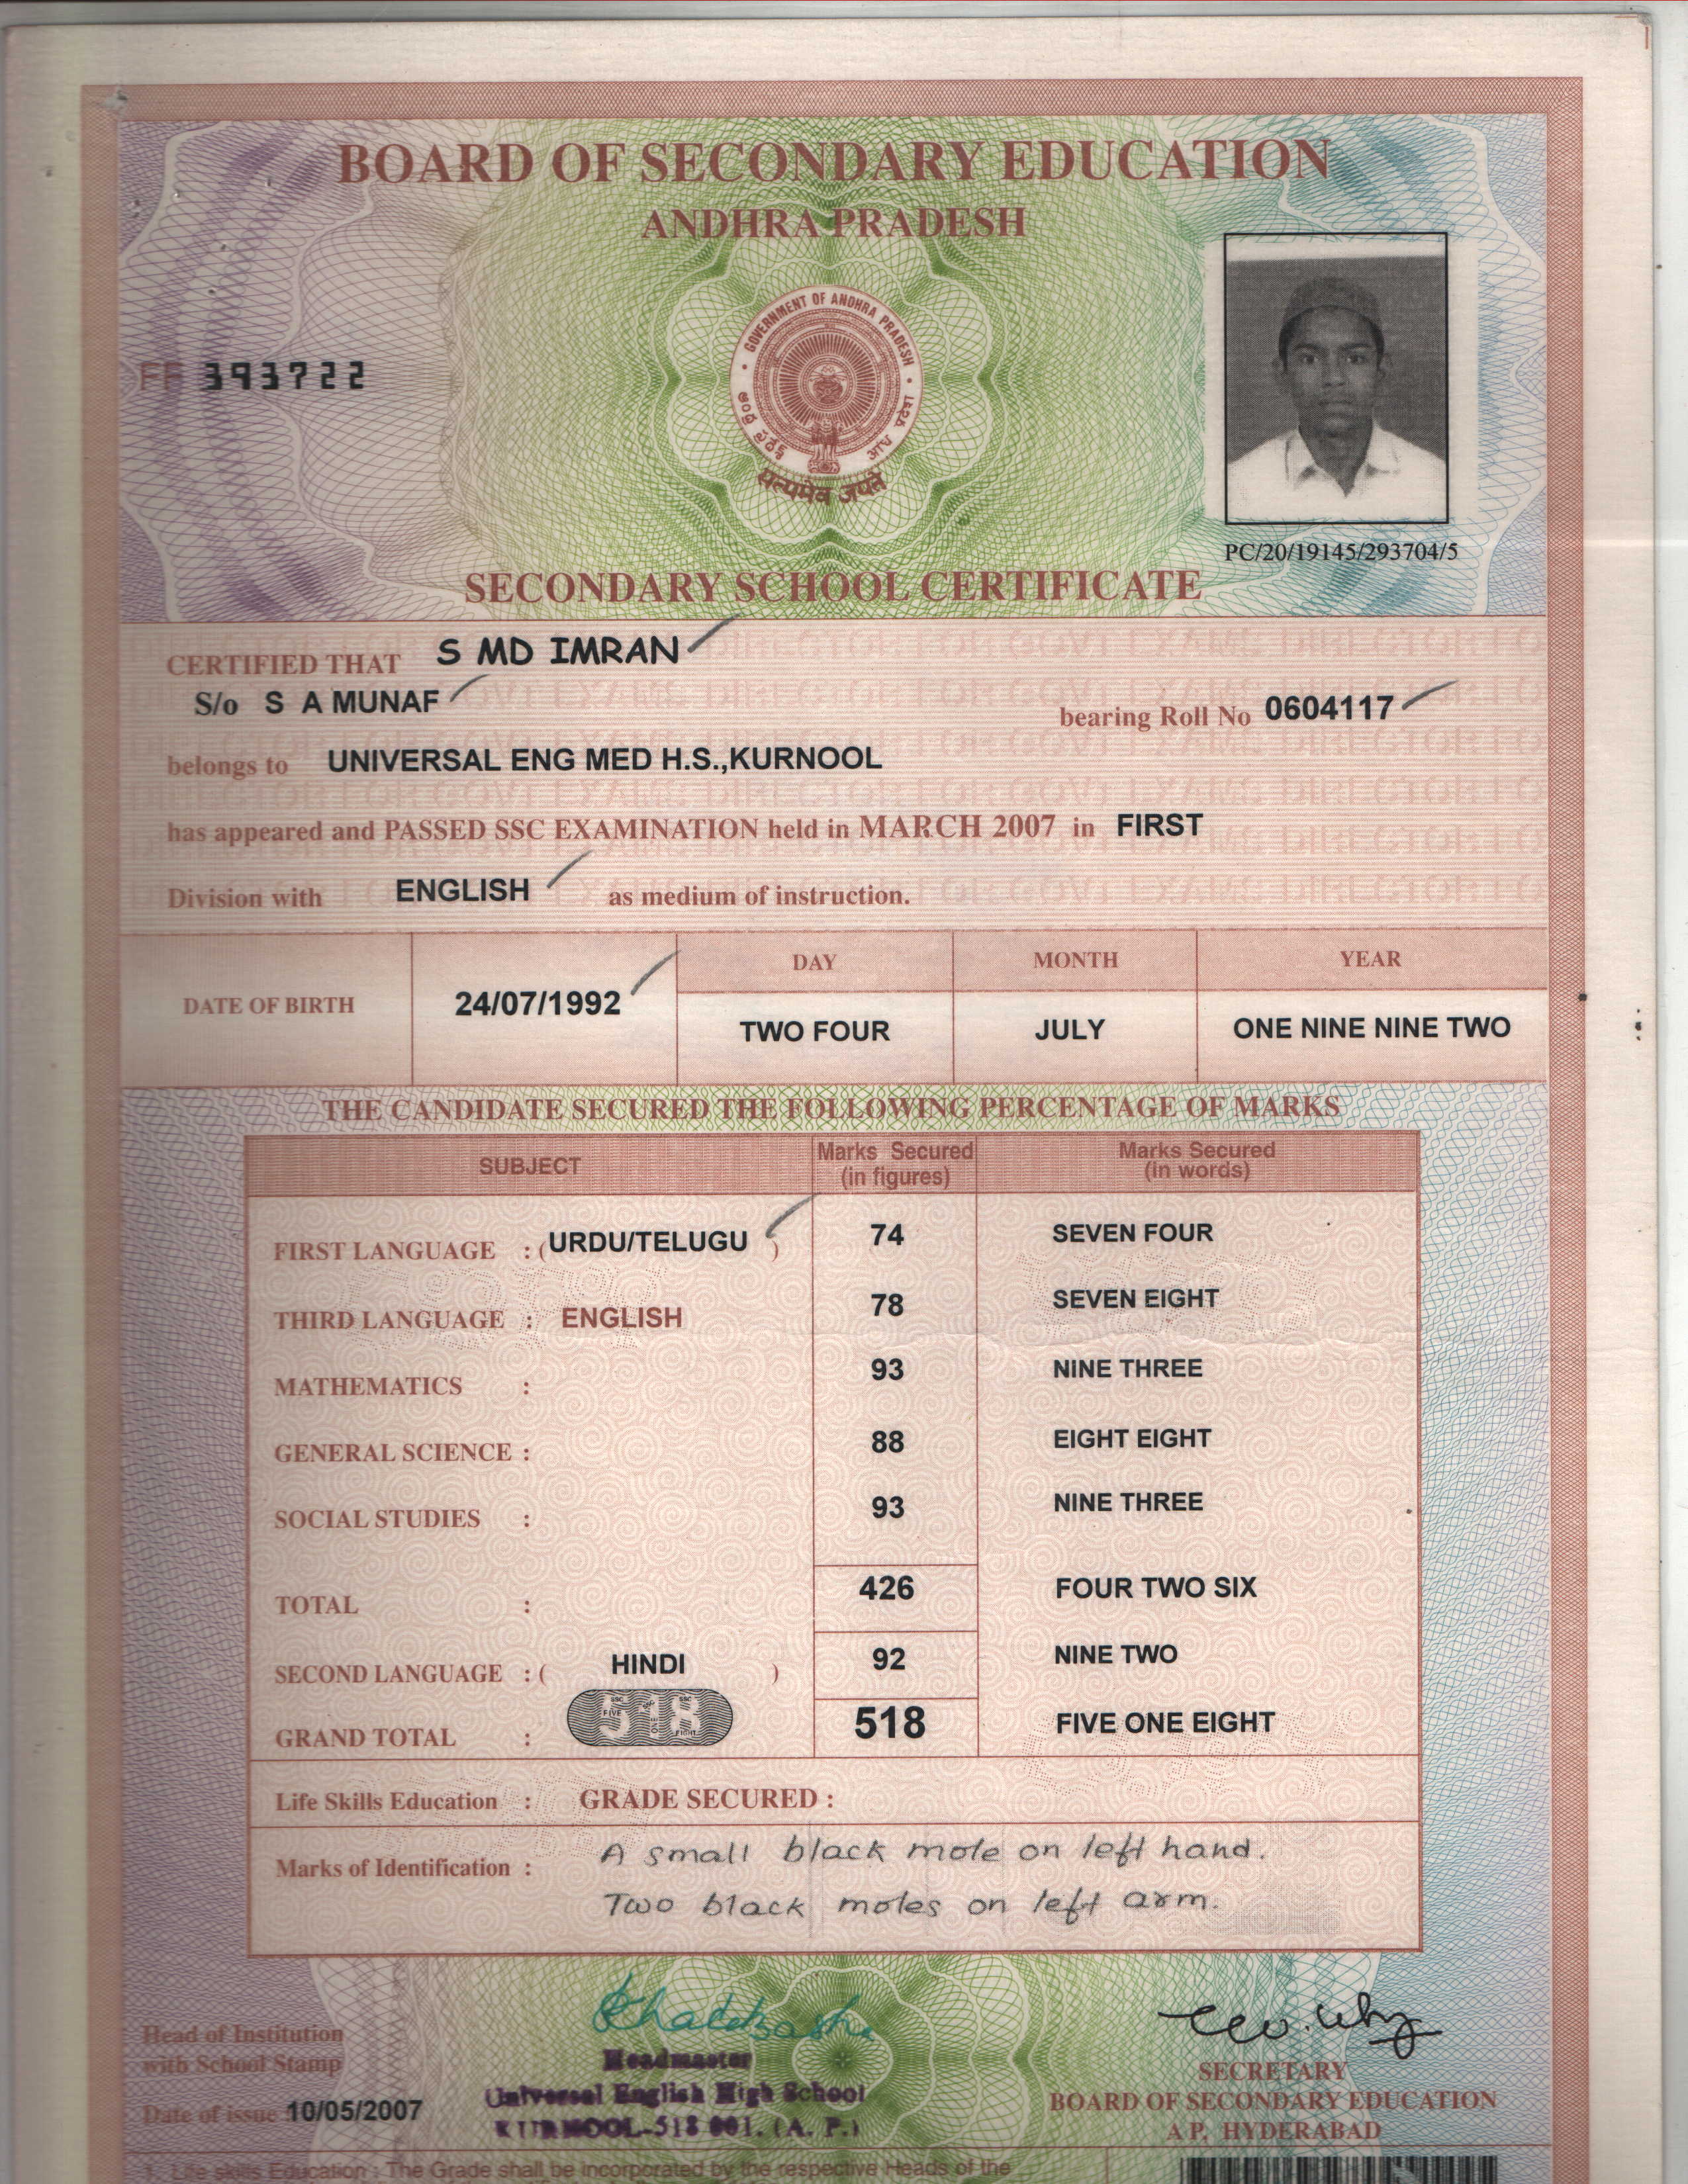 BOARD OF SECONDARY EDUCATION
ANDHRA PRADESH
GOVERNMENT OF ANDHRA PRADESH
सत्यमेव जयते
FF 393722
PC/20/19145/293704/5
SECONDARY SCHOOL CERTIFICATE
CERTIFIED THAT S MD IMRAN
S/o S A MUNAF bearing Roll No 0604117
belongs to UNIVERSAL ENG MED H.S.,KURNOOL
has appeared and PASSED SSC EXAMINATION held in MARCH 2007 in FIRST
Division with ENGLISH as medium of instruction.
DATE OF BIRTH 24/07/1992 DAY MONTH YEAR
TWO FOUR JULY ONE NINE NINE TWO
THE CANDIDATE SECURED THE FOLLOWING PERCENTAGE OF MARKS
SUBJECT Marks Secured (in figures) Marks Secured (in words)
FIRST LANGUAGE : ( URDU/TELUGU ) 74 SEVEN FOUR
THIRD LANGUAGE : ENGLISH 78 SEVEN EIGHT
MATHEMATICS : 93 NINE THREE
GENERAL SCIENCE : 88 EIGHT EIGHT
SOCIAL STUDIES : 93 NINE THREE
TOTAL : 426 FOUR TWO SIX
SECOND LANGUAGE : ( HINDI ) 92 NINE TWO
GRAND TOTAL : 518 518 FIVE ONE EIGHT
Life Skills Education : GRADE SECURED :
Marks of Identification : A small black mole on left hand.
Two black moles on left arm.
Head of Institution
with School Stamp
Headmaster
Universal English High School
KURNOOL-518 001. (A. P.)
Date of issue 10/05/2007
SECRETARY
BOARD OF SECONDARY EDUCATION
A P, HYDERABAD
1. Life skills Education : The Grade shall be incorporated by the respective Heads of the